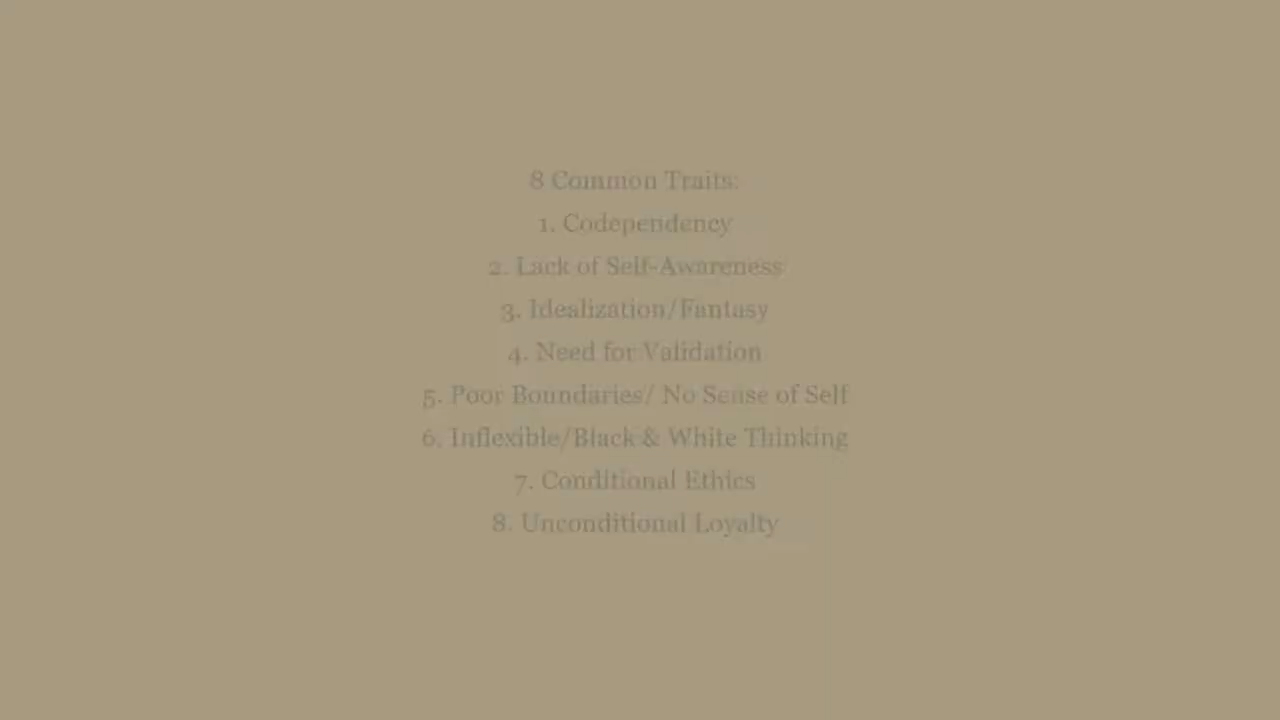 8 Common Traits:
1. Codependency
2. Lack of Self-Awareness
3. Idealization/Fantasy
4. Need for Validation
5. Poor Boundaries/ No Sense of Self
6. Inflexible/Black & White Thinking
7. Conditional Ethics
8. Unconditional Loyalty